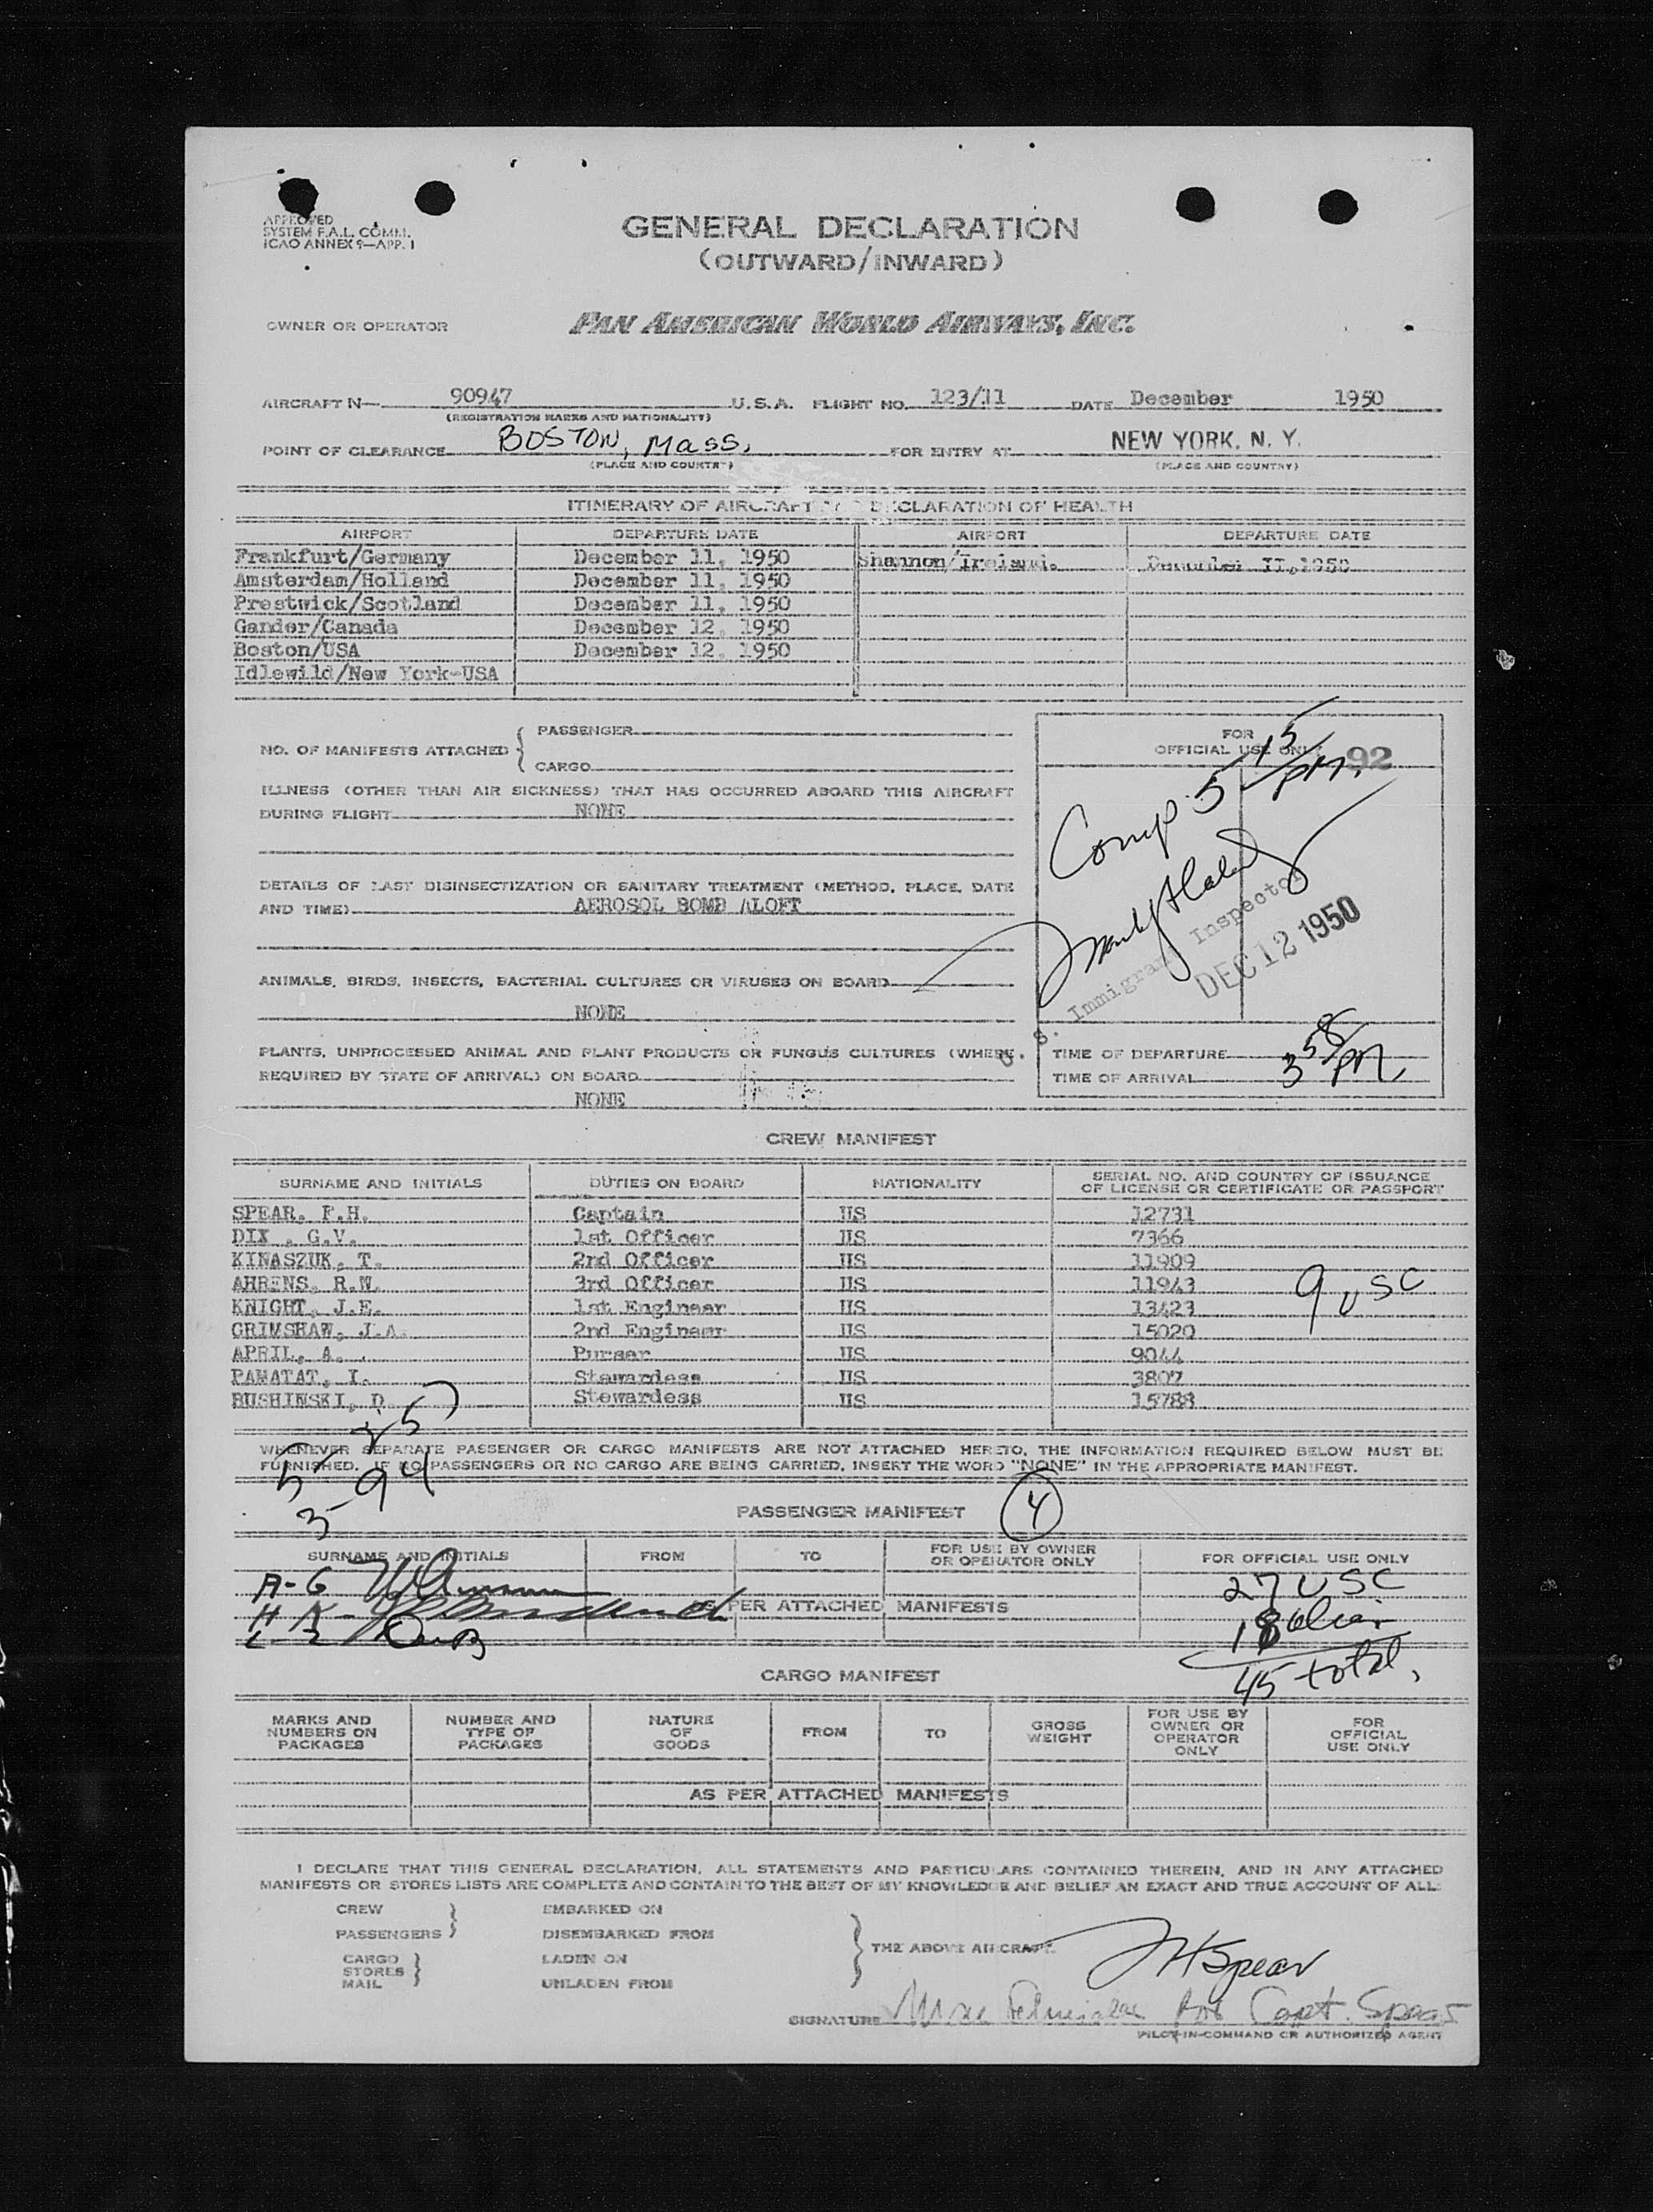 APPROVED
SYSTEM F.A.L. COMM.
ICAO ANNEX 9—APP. 1
GENERAL DECLARATION
(OUTWARD/INWARD)
OWNER OR OPERATOR PAN AMERICAN WORLD AIRWAYS, INC.
AIRCRAFT N— 90947 U.S.A. FLIGHT NO. 123/11 DATE December 1950
(REGISTRATION MARKS AND NATIONALITY)
POINT OF CLEARANCE BOSTON, Mass. FOR ENTRY AT NEW YORK. N. Y.
(PLACE AND COUNTRY) (PLACE AND COUNTRY)
ITINERARY OF AIRCRAFT DECLARATION OF HEALTH
AIRPORT DEPARTURE DATE AIRPORT DEPARTURE DATE
Frankfurt/Germany December 11, 1950 Shannon/Ireland. December II,1950
Amsterdam/Holland December 11, 1950
Prestwick/Scotland December 11, 1950
Gander/Canada December 12, 1950
Boston/USA December 12, 1950
Idlewild/New York-USA
NO. OF MANIFESTS ATTACHED { PASSENGER
CARGO
FOR
OFFICIAL USE ONLY 92
Comp 5 15 PM.
ILLNESS (OTHER THAN AIR SICKNESS) THAT HAS OCCURRED ABOARD THIS AIRCRAFT
DURING FLIGHT NONE
DETAILS OF LAST DISINSECTIZATION OR SANITARY TREATMENT (METHOD, PLACE, DATE
AND TIME) AEROSOL BOMB ALOFT
U. S. Immigrant Inspector
DEC 12 1950
ANIMALS, BIRDS, INSECTS, BACTERIAL CULTURES OR VIRUSES ON BOARD
NONE
PLANTS, UNPROCESSED ANIMAL AND PLANT PRODUCTS OR FUNGUS CULTURES (WHERE
REQUIRED BY STATE OF ARRIVAL) ON BOARD
NONE
TIME OF DEPARTURE
TIME OF ARRIVAL 3 58 PM
CREW MANIFEST
SURNAME AND INITIALS DUTIES ON BOARD NATIONALITY SERIAL NO. AND COUNTRY OF ISSUANCE
OF LICENSE OR CERTIFICATE OR PASSPORT
SPEAR, F.H. Captain US 12731
DIX , G.V. 1st Officer US 7366
KINASZUK, T. 2nd Officer US 11909
AHRENS, R.W. 3rd Officer US 11943 9 USC
KNIGHT, J.E. 1st Engineer US 13423
GRIMSHAW, J.A. 2nd Engineer US 15020
APRIL, A. Purser US 9044
PAMATAT, I. Stewardess US 3807
BUSHINSKI, D. Stewardess US 15788
WHENEVER SEPARATE PASSENGER OR CARGO MANIFESTS ARE NOT ATTACHED HERETO, THE INFORMATION REQUIRED BELOW MUST BE
FURNISHED. IF NO PASSENGERS OR NO CARGO ARE BEING CARRIED, INSERT THE WORD "NONE" IN THE APPROPRIATE MANIFEST.
PASSENGER MANIFEST 4
SURNAME AND INITIALS FROM TO FOR USE BY OWNER
OR OPERATOR ONLY FOR OFFICIAL USE ONLY
A-G 27 USC
H K AS PER ATTACHED MANIFESTS 18 alien
L-Z 45 total,
CARGO MANIFEST
MARKS AND
NUMBERS ON
PACKAGES NUMBER AND
TYPE OF
PACKAGES NATURE
OF
GOODS FROM TO GROSS
WEIGHT FOR USE BY
OWNER OR
OPERATOR
ONLY FOR
OFFICIAL
USE ONLY
AS PER ATTACHED MANIFESTS
I DECLARE THAT THIS GENERAL DECLARATION, ALL STATEMENTS AND PARTICULARS CONTAINED THEREIN, AND IN ANY ATTACHED
MANIFESTS OR STORES LISTS ARE COMPLETE AND CONTAIN TO THE BEST OF MY KNOWLEDGE AND BELIEF AN EXACT AND TRUE ACCOUNT OF ALL:
CREW EMBARKED ON
PASSENGERS DISEMBARKED FROM
CARGO LADEN ON
STORES
MAIL UNLADEN FROM
THE ABOVE AIRCRAFT. FHSpear
SIGNATURE for Capt. Spear
PILOT-IN-COMMAND OR AUTHORIZED AGENT